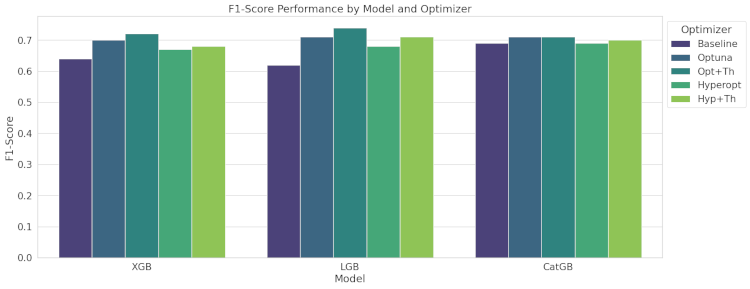 F1-Score Performance by Model and Optimizer
F1-Score
0.7
0.6
0.5
0.4
0.3
0.2
0.1
0.0
XGB
LGB
CatGB
Model
Optimizer
Baseline
Optuna
Opt+Th
Hyperopt
Hyp+Th